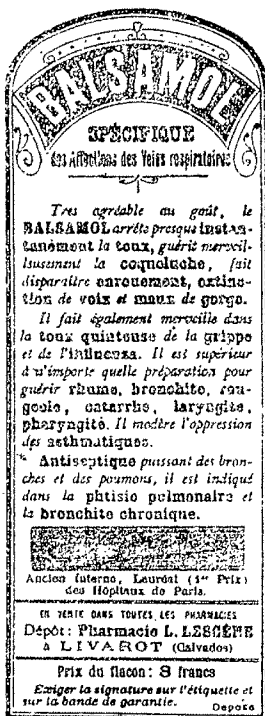 BALSAMOL
SPÉCIFIQUE
des Affections des Voies respiratoires
Très agréable au goût, le
BALSAMOL arrête presque instan-
tanément la toux, guérit merveil-
leusement la coqueluche, fait
disparaître enrouement, extinc-
tion de voix et maux de gorge.
Il fait également merveille dans
la toux quinteuse de la grippe
et de l'influenza. Il est supérieur
à n'importe quelle préparation pour
guérir rhume, bronchite, rou-
geole, catarrhe, laryngite,
pharyngite. Il modère l'oppression
des asthmatiques.
Antiseptique puissant des bron-
ches et des poumons, il est indiqué
dans la phtisie pulmonaire et
la bronchite chronique.
Ancien Interne, Lauréat (1er Prix)
des Hôpitaux de Paris.
EN VENTE DANS TOUTES LES PHARMACIES
Dépôt: Pharmacie L. LESCÈNE
à LIVAROT (Calvados)
Prix du flacon: 3 francs
Exiger la signature sur l'étiquette et
sur la bande de garantie.
Déposé